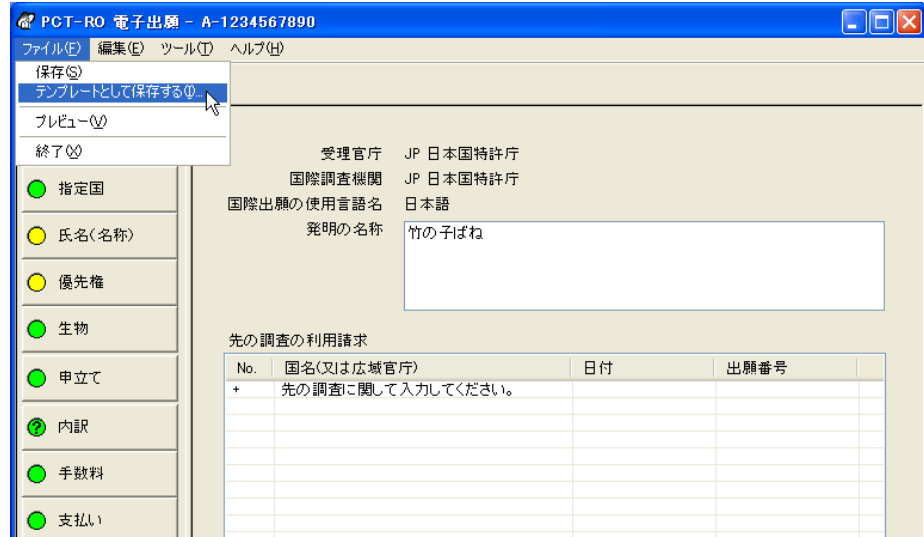 PCT-RO 電子出願 - A-1234567890
ファイル(F) 編集(E) ツール(T) ヘルプ(H)
保存(S)
テンプレートとして保存する(I)...
プレビュー(V)
終了(X)
受理官庁 JP 日本国特許庁
国際調査機関 JP 日本国特許庁
国際出願の使用言語名 日本語
発明の名称 竹の子ばね
指定国
氏名(名称)
優先権
生物
申立て
内訳
手数料
支払い
先の調査の利用請求
No. 国名(又は広域官庁) 日付 出願番号
+ 先の調査に関して入力してください。